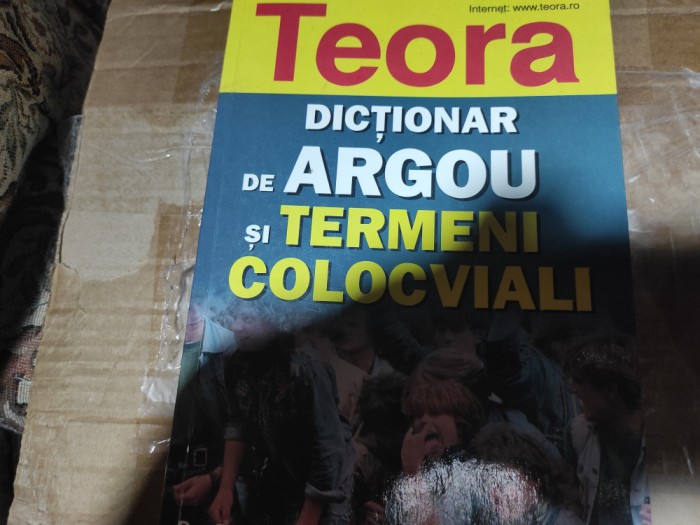 Internet: www.teora.ro
Teora
DICȚIONAR
DE ARGOU
ȘI TERMENI
COLOCVIALI